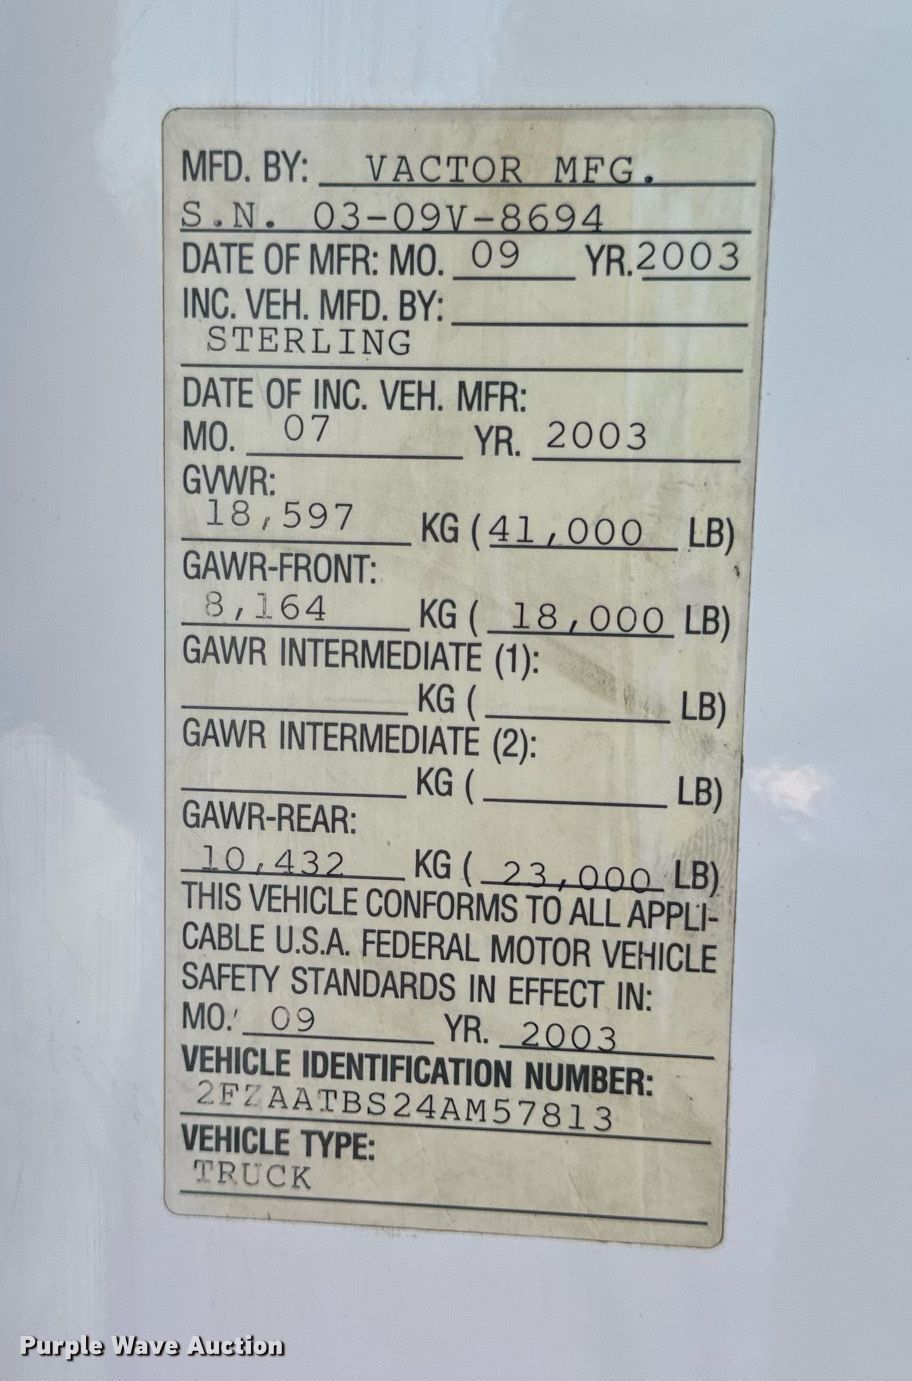 MFD. BY: VACTOR MFG.
S.N. 03-09V-8694
DATE OF MFR: MO. 09 YR. 2003
INC. VEH. MFD. BY:
STERLING
DATE OF INC. VEH. MFR:
MO. 07 YR. 2003
GVWR:
18,597 KG (41,000 LB)
GAWR-FRONT:
8,164 KG ( 18,000 LB)
GAWR INTERMEDIATE (1):
KG ( LB)
GAWR INTERMEDIATE (2):
KG ( LB)
GAWR-REAR:
10,432 KG ( 23,000 LB)
THIS VEHICLE CONFORMS TO ALL APPLI-
CABLE U.S.A. FEDERAL MOTOR VEHICLE
SAFETY STANDARDS IN EFFECT IN:
MO. 09 YR. 2003
VEHICLE IDENTIFICATION NUMBER:
2FZAATBS24AM57813
VEHICLE TYPE:
TRUCK
Purple Wave Auction